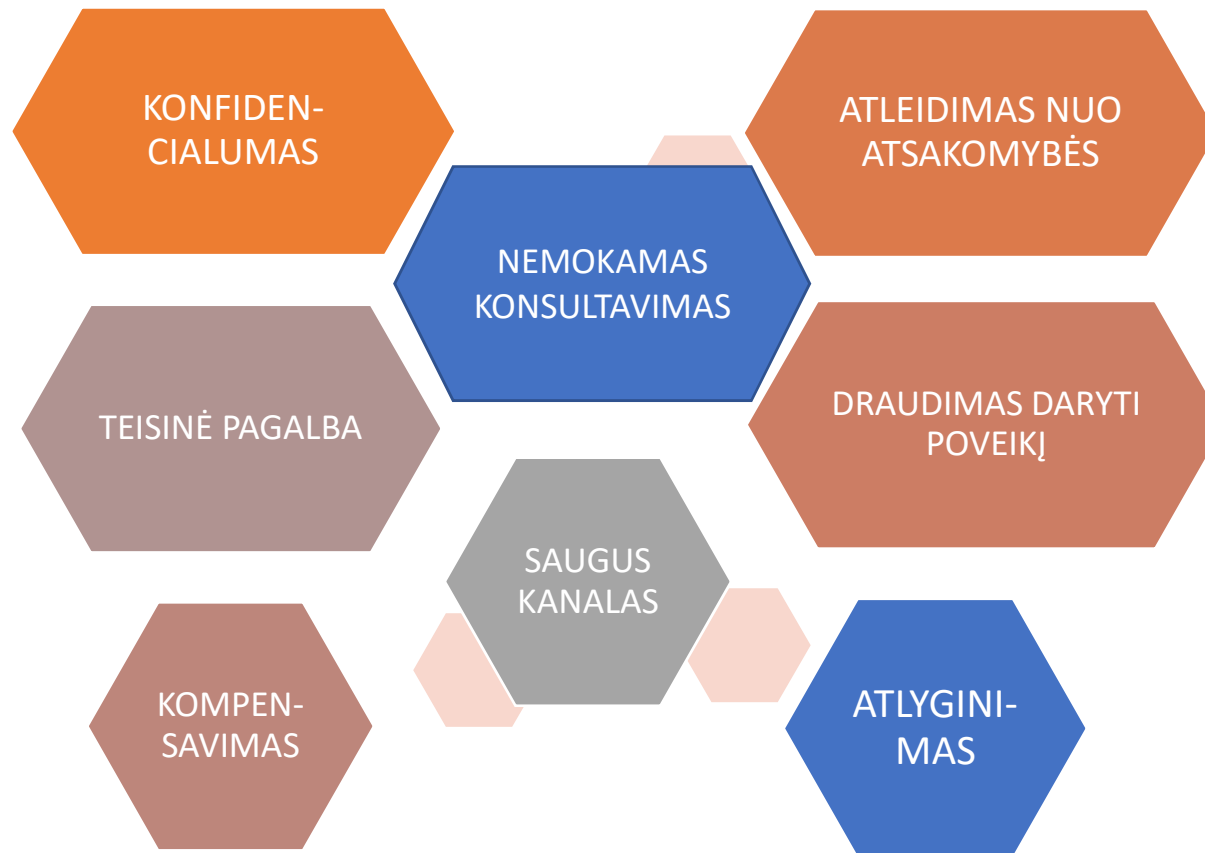 KONFIDEN-
CIALUMAS
ATLEIDIMAS NUO
ATSAKOMYBĖS
NEMOKAMAS
KONSULTAVIMAS
TEISINĖ PAGALBA
DRAUDIMAS DARYTI
POVEIKĮ
SAUGUS
KANALAS
KOMPEN-
SAVIMAS
ATLYGINI-
MAS